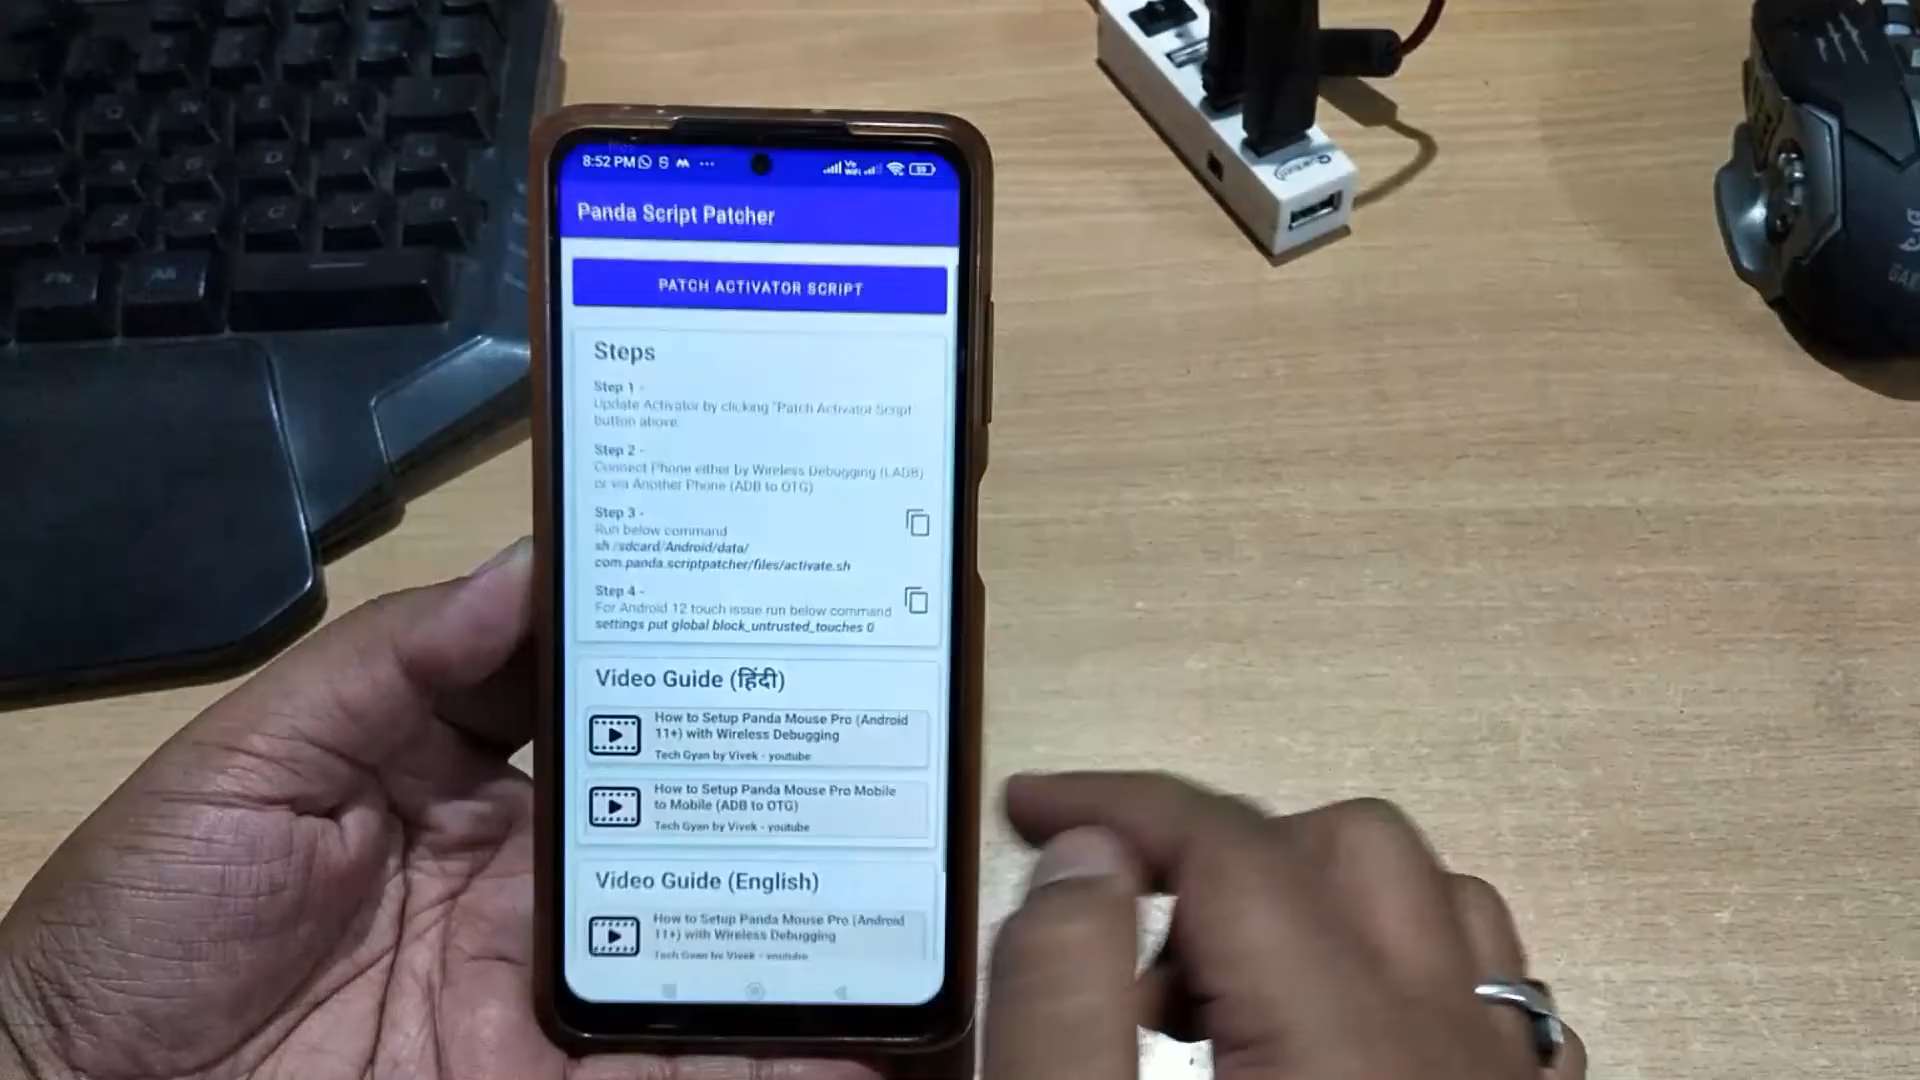 8:52 PM
Panda Script Patcher
PATCH ACTIVATOR SCRIPT
Steps
Step 1 -
Update Activator by clicking "Patch Activator Script
button above.
Step 2 -
Connect Phone either by Wireless Debugging (LADB)
or via Another Phone (ADB to OTG)
Step 3 -
Run below command
sh /sdcard/Android/data/
com.panda.scriptpatcher/files/activate.sh
Step 4 -
For Android 12 touch issue run below command
settings put global block_untrusted_touches 0
Video Guide (हिंदी)
How to Setup Panda Mouse Pro (Android
11+) with Wireless Debugging
Tech Gyan by Vivek - youtube
How to Setup Panda Mouse Pro Mobile
to Mobile (ADB to OTG)
Tech Gyan by Vivek - youtube
Video Guide (English)
How to Setup Panda Mouse Pro (Android
11+) with Wireless Debugging
Tech Gyan by Vivek - youtube